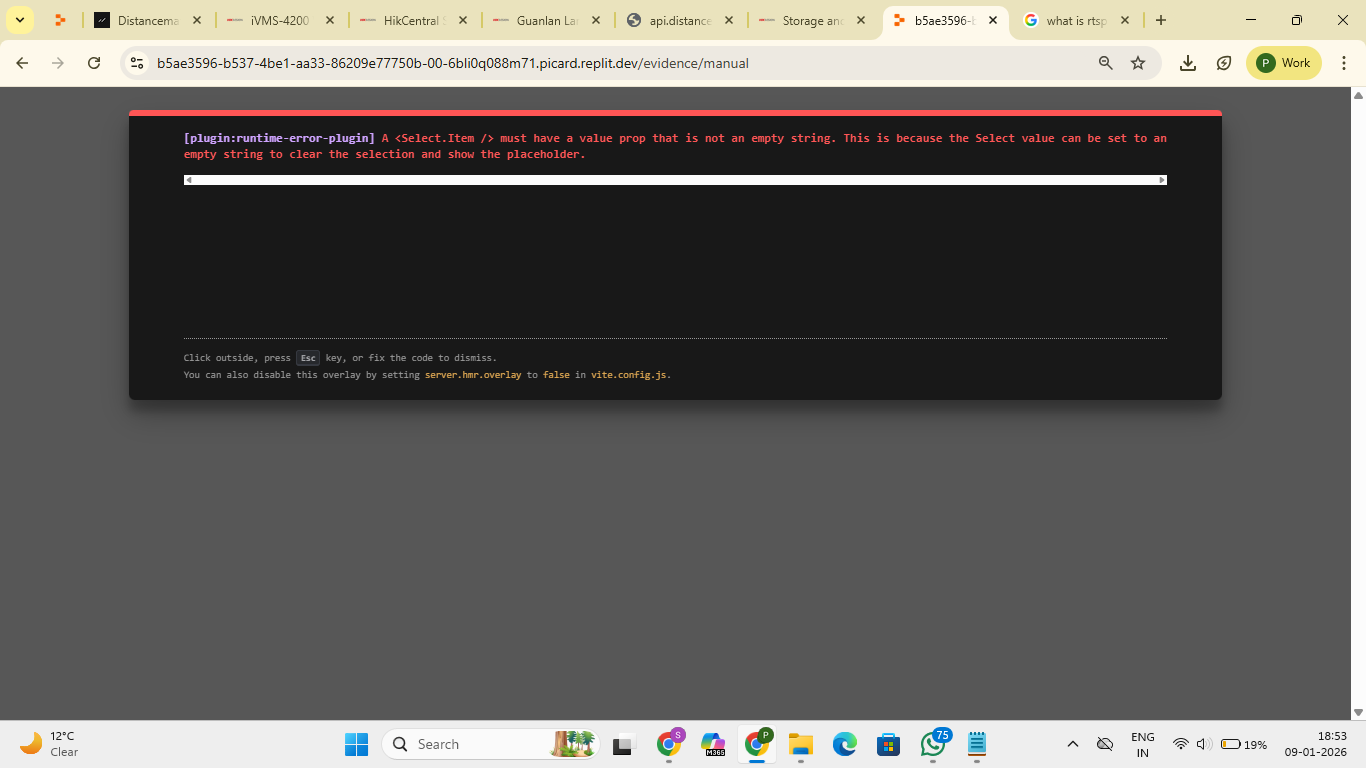 Distancema
iVMS-4200
HikCentral S
Guanlan La
api.distance
Storage and
b5ae3596-b
what is rtsp
b5ae3596-b537-4be1-aa33-86209e77750b-00-6bli0q088m71.picard.replit.dev/evidence/manual
P
Work
[plugin:runtime-error-plugin] A <Select.Item /> must have a value prop that is not an empty string. This is because the Select value can be set to an
empty string to clear the selection and show the placeholder.
Click outside, press Esc key, or fix the code to dismiss.
You can also disable this overlay by setting server.hmr.overlay to false in vite.config.js.
12°C
Clear
Search
S
M365
P
75
ENG
IN
19%
18:53
09-01-2026